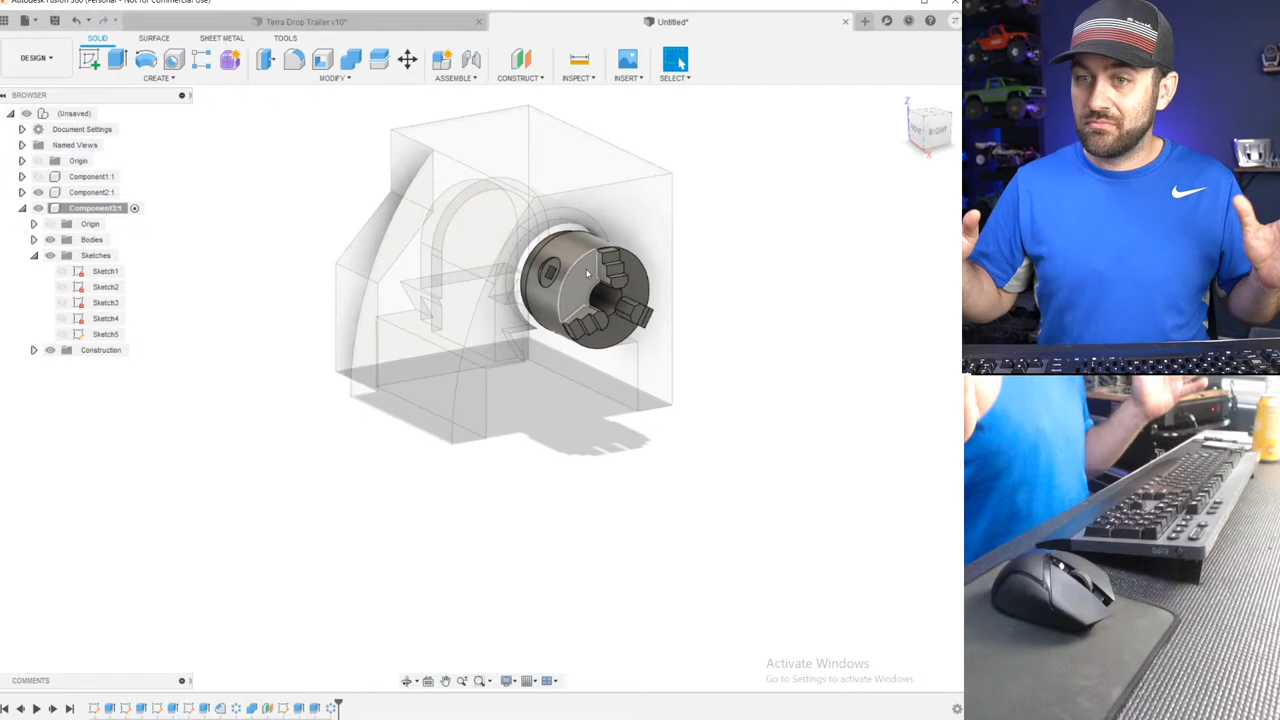 Autodesk Fusion 360 (Personal - Not for Commercial Use)
Terra Drop Trailer v10*
Untitled*
JT
SOLID SURFACE SHEET METAL TOOLS
DESIGN
CREATE MODIFY ASSEMBLE CONSTRUCT INSPECT INSERT SELECT
BROWSER
(Unsaved)
Document Settings
Named Views
Origin
Component1:1
Component2:1
Component3:1
Origin
Bodies
Sketches
Sketch1
Sketch2
Sketch3
Sketch4
Sketch5
Construction
Z
RIGHT
X
G613
Activate Windows
Go to Settings to activate Windows.
COMMENTS